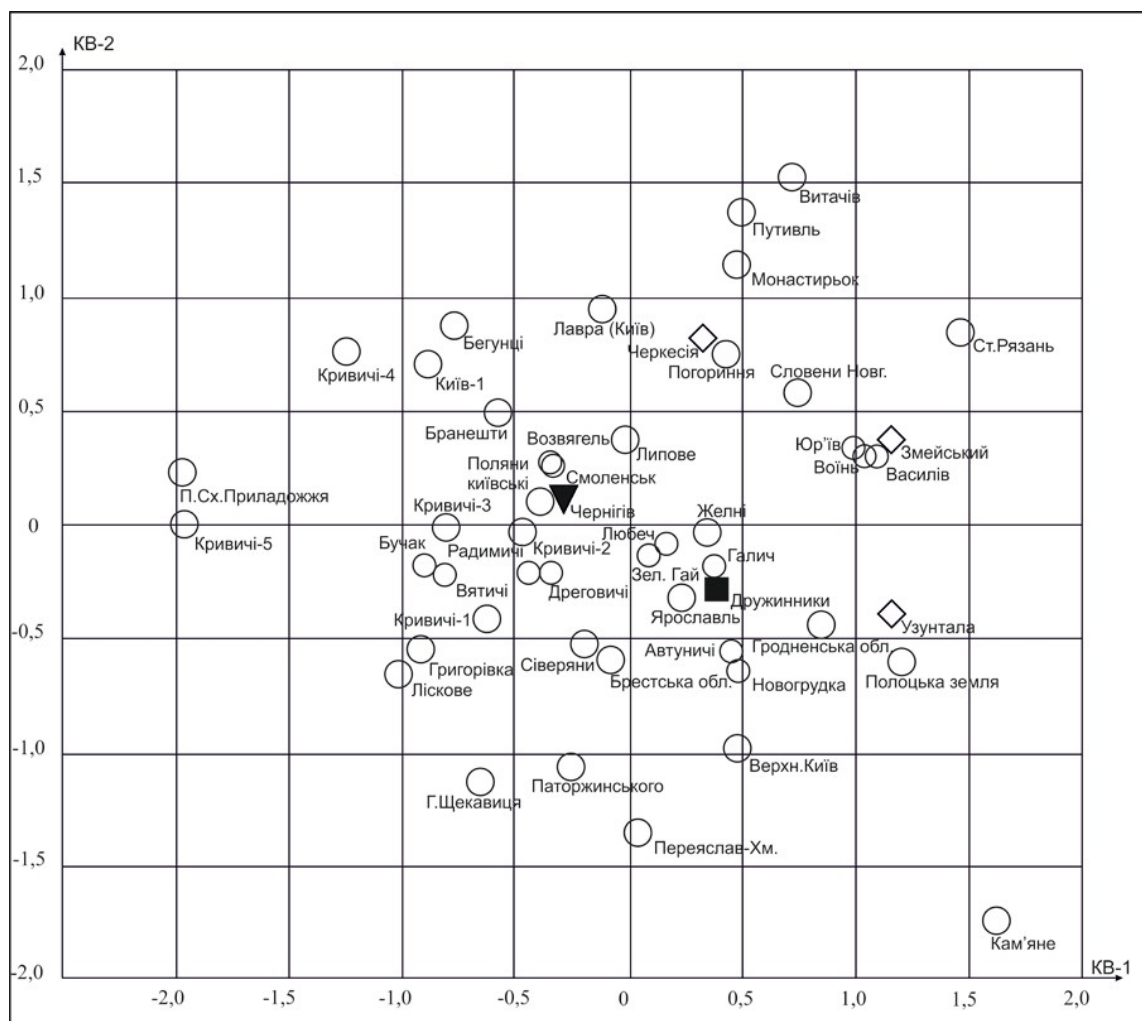 КВ-2
2,0
1,5
Витачів
Путивль
Монастирьок
1,0
Лавра (Київ)
Бегунці
Черкесія
Ст.Рязань
Кривичі-4
Київ-1
Погориння
Словени Новг.
0,5
Бранешти
Возвягель
Липове
Юр’їв
Змейський
Поляни
київські
Смоленськ
Воїнь
Василів
П.Сх.Приладожжя
Кривичі-3
Чернігів
Желні
0
Кривичі-5
Бучак
Радимичі
Кривичі-2
Любеч
Галич
Вятичі
Дреговичі
Зел. Гай
Дружинники
Кривичі-1
Ярославль
Узунтала
-0,5
Григорівка
Сіверяни
Автуничі
Гродненська обл.
Ліскове
Брестська обл.
Новогрудка
Полоцька земля
-1,0
Верхн.Київ
Г.Щекавиця
Паторжинського
Переяслав-Хм.
-1,5
Кам’яне
-2,0
КВ-1
-2,0
-1,5
-1,0
-0,5
0
0,5
1,0
1,5
2,0